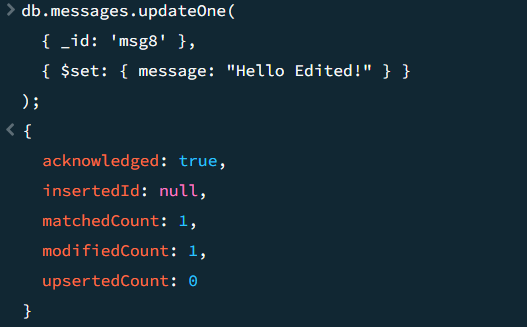 > db.messages.updateOne(
{ _id: 'msg8' },
{ $set: { message: "Hello Edited!" } }
);
< {
acknowledged: true,
insertedId: null,
matchedCount: 1,
modifiedCount: 1,
upsertedCount: 0
}